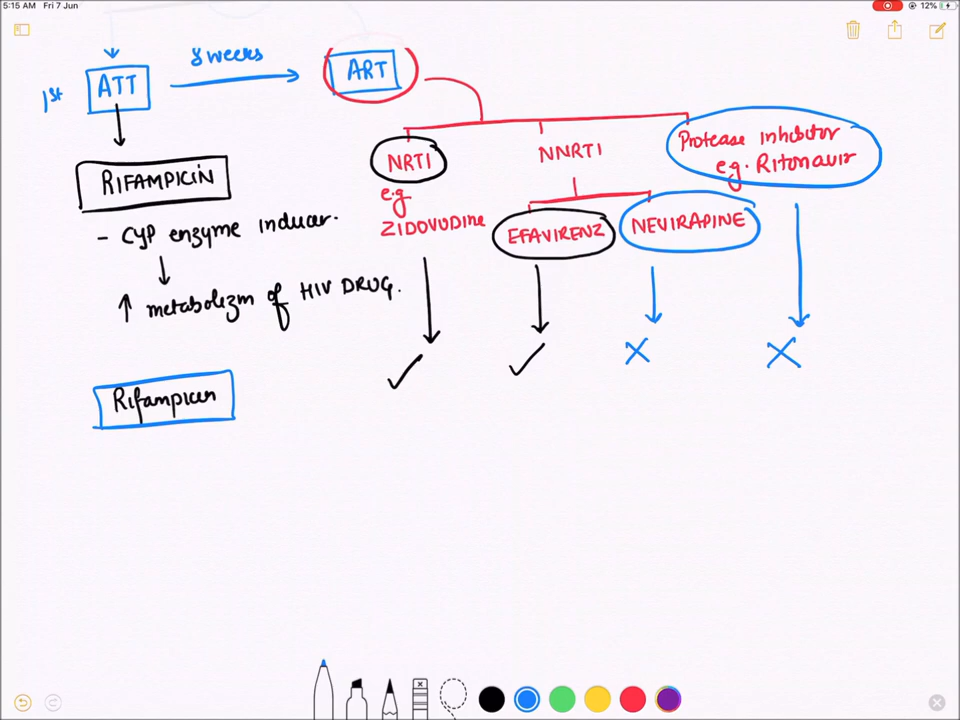 5:15 AM Fri 7 Jun
12%
1st
ATT
8 weeks
ART
RIFAMPICIN
- CYP enzyme inducer.
↑ metabolizm of HIV DRUG.
Rifampicin
NRTI
e.g
ZIDOVUDINE
NNRTI
EFAVIRENZ
NEVIRAPINE
Protease inhibitor
e.g. Ritonavir